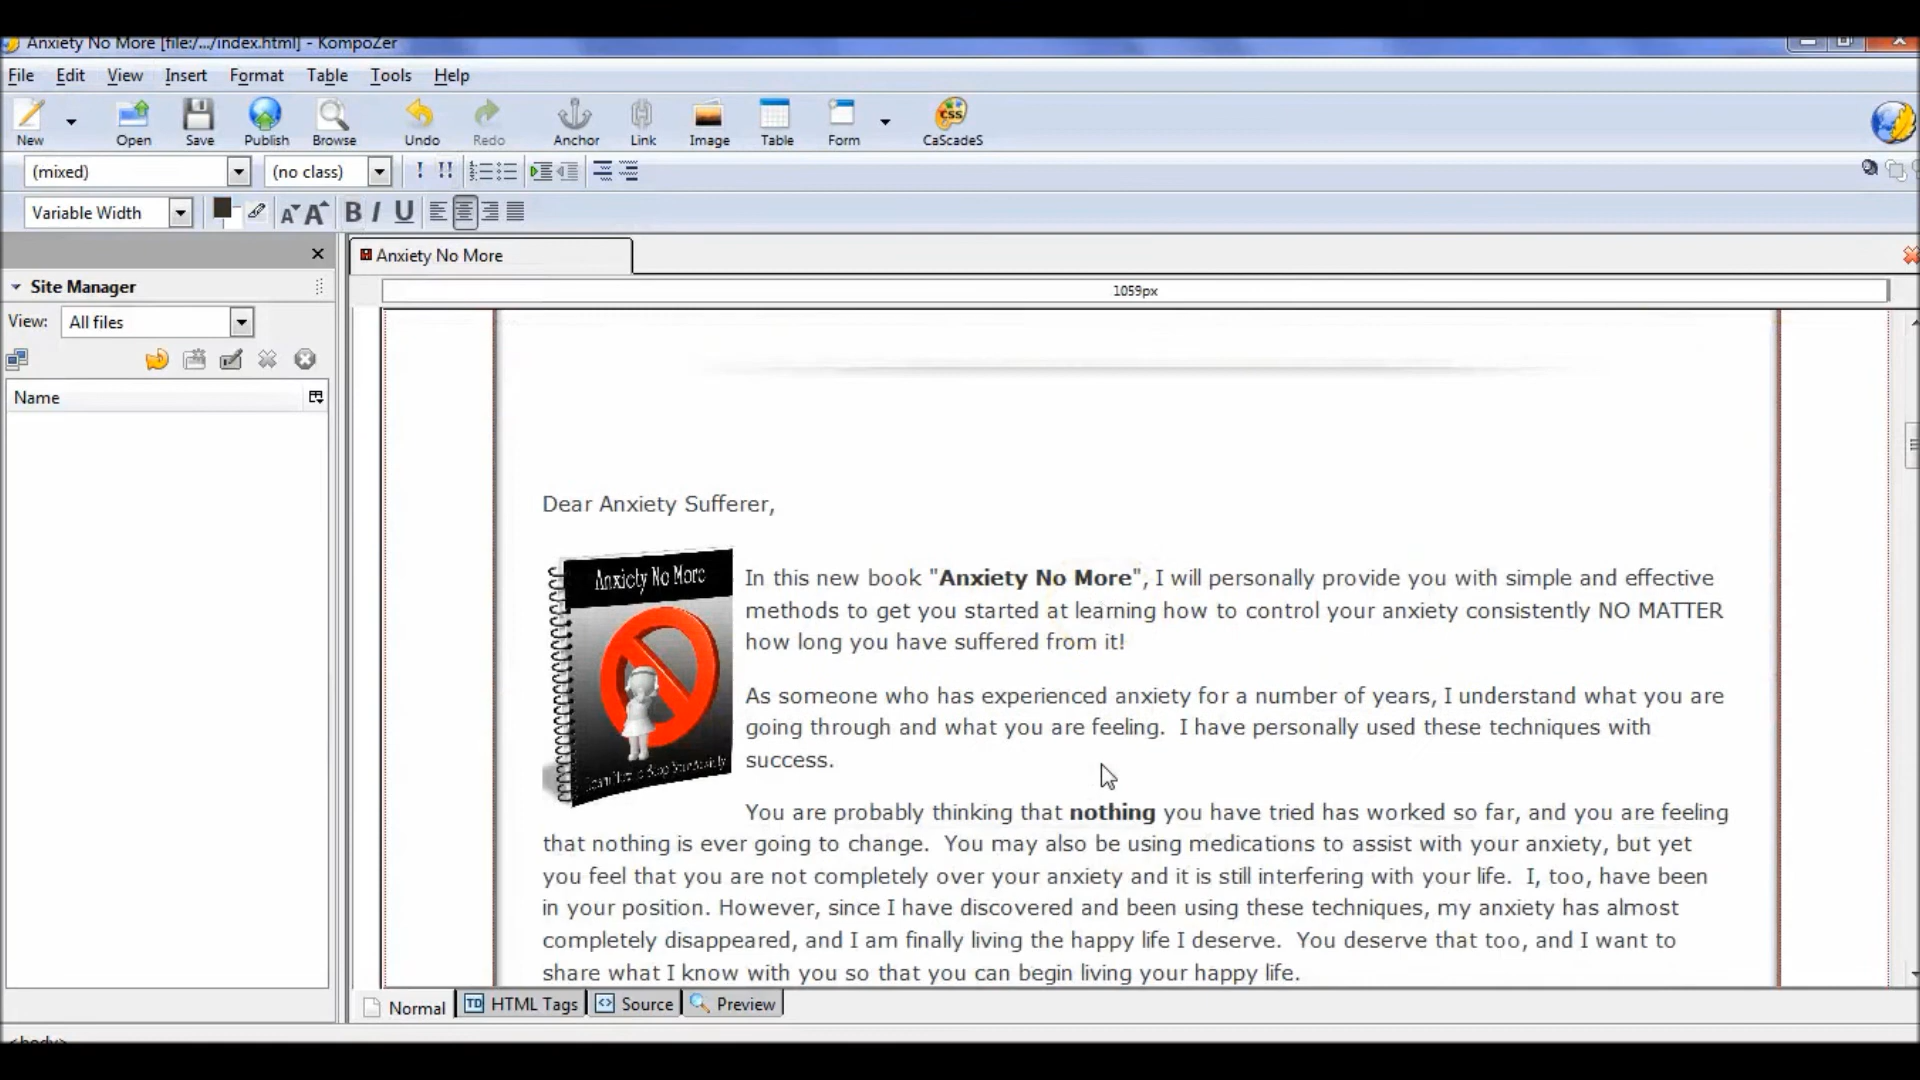 Anxiety No More [file:/.../index.html] - KompoZer
File Edit View Insert Format Table Tools Help
New Open Save Publish Browse Undo Redo Anchor Link Image Table Form CaScadeS
CSS
(mixed) (no class) ! !!
Variable Width A A B I U
Anxiety No More
Site Manager
1059px
View: All files
Name
Dear Anxiety Sufferer,
Anxiety No More
In this new book "Anxiety No More", I will personally provide you with simple and effective
methods to get you started at learning how to control your anxiety consistently NO MATTER
how long you have suffered from it!
As someone who has experienced anxiety for a number of years, I understand what you are
going through and what you are feeling.  I have personally used these techniques with
success.
You are probably thinking that nothing you have tried has worked so far, and you are feeling
that nothing is ever going to change.  You may also be using medications to assist with your anxiety, but yet
you feel that you are not completely over your anxiety and it is still interfering with your life.  I, too, have been
in your position. However, since I have discovered and been using these techniques, my anxiety has almost
completely disappeared, and I am finally living the happy life I deserve.  You deserve that too, and I want to
share what I know with you so that you can begin living your happy life.
Normal TD HTML Tags Source Preview
<body>